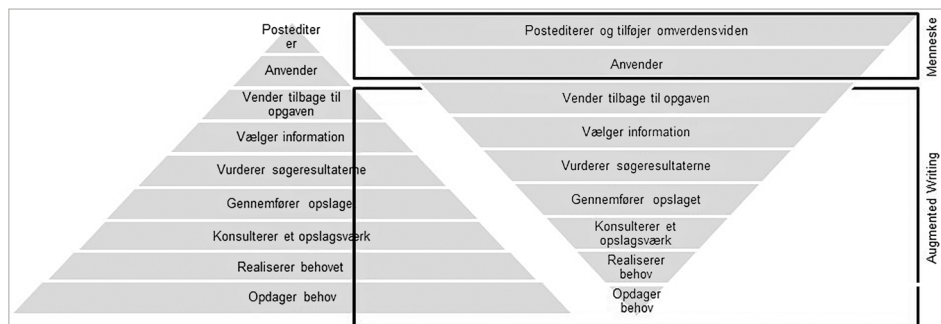 Postediter
er
Anvender
Vender tilbage til
opgaven
Vælger information
Vurderer søgeresultaterne
Gennemfører opslaget
Konsulterer et opslagsværk
Realiserer behovet
Opdager behov
Postediterer og tilføjer omverdensviden
Anvender
Vender tilbage til opgaven
Vælger information
Vurderer søgeresultaterne
Gennemfører opslaget
Konsulterer et
opslagsværk
Realiserer
behov
Opdager
behov
Menneske
Augmented Writing